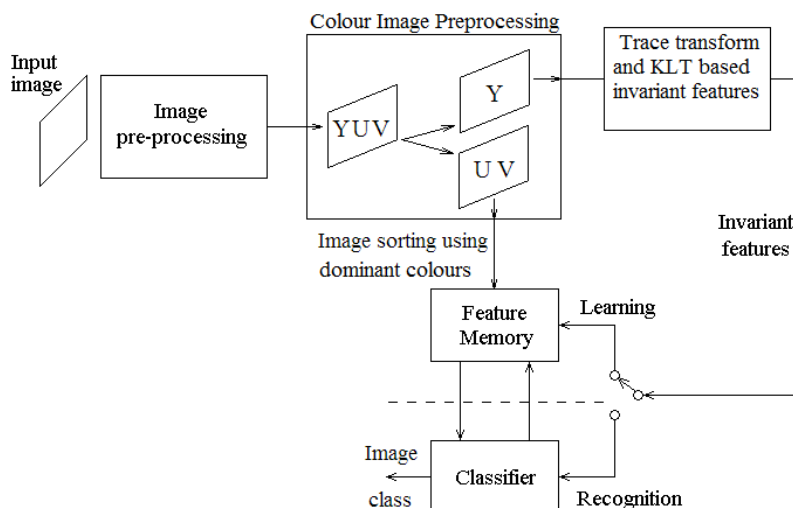 Colour Image Preprocessing
Input
image
Image
pre-processing
YUV
Y
U V
Trace transform
and KLT based
invariant features
Image sorting using
dominant colours
Invariant
features
Feature
Memory
Learning
Image
class
Classifier
Recognition